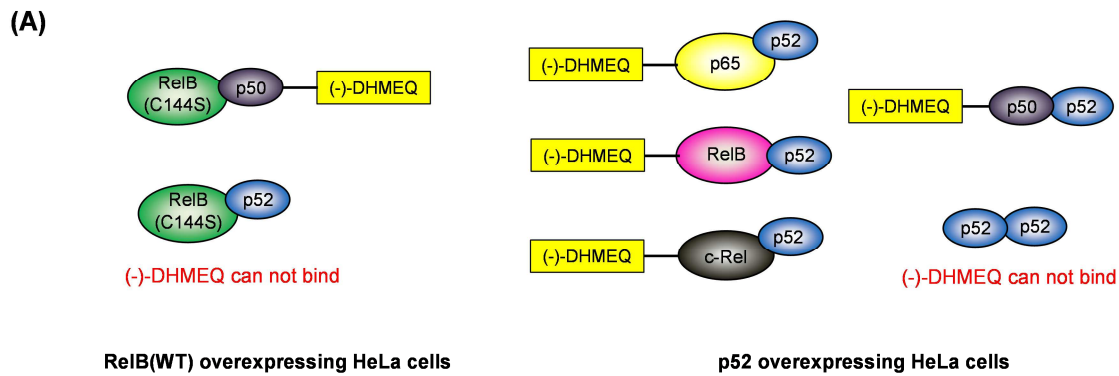 (A)
RelB
(C144S)
p50
(-)-DHMEQ
RelB
(C144S)
p52
(-)-DHMEQ can not bind
RelB(WT) overexpressing HeLa cells
(-)-DHMEQ
p65
p52
(-)-DHMEQ
RelB
p52
(-)-DHMEQ
c-Rel
p52
(-)-DHMEQ
p50
p52
p52
p52
(-)-DHMEQ can not bind
p52 overexpressing HeLa cells